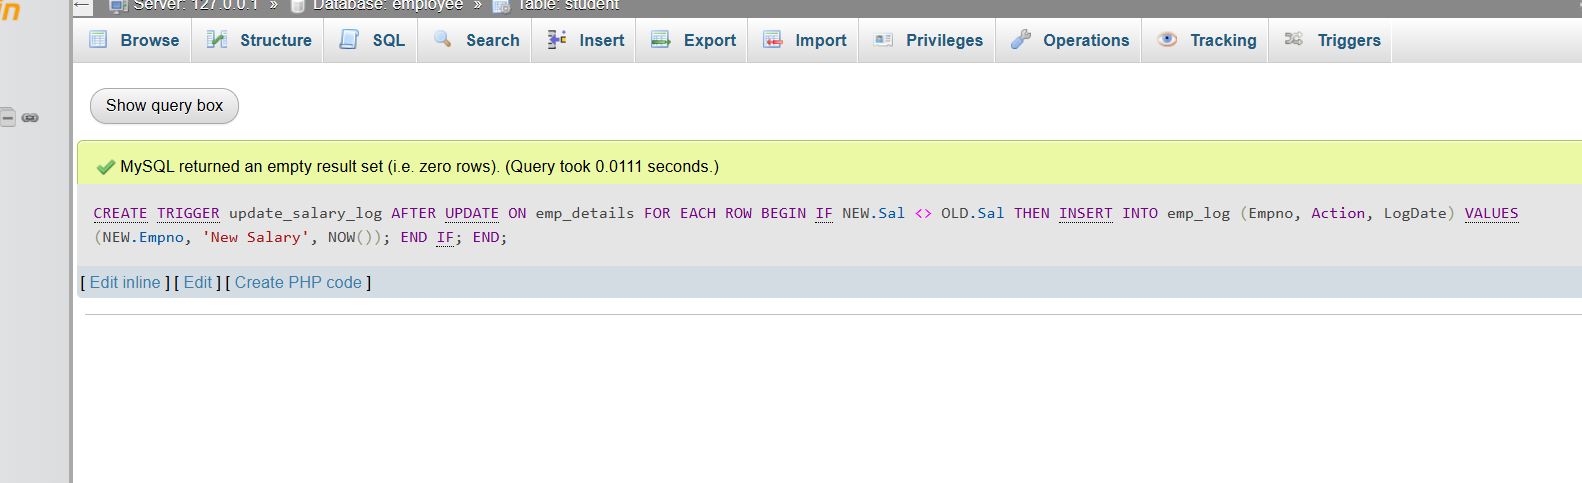 in
Server: 127.0.0.1 » Database: employee » Table: student
Browse Structure SQL Search Insert Export Import Privileges Operations Tracking Triggers
Show query box
MySQL returned an empty result set (i.e. zero rows). (Query took 0.0111 seconds.)
CREATE TRIGGER update_salary_log AFTER UPDATE ON emp_details FOR EACH ROW BEGIN IF NEW.Sal <> OLD.Sal THEN INSERT INTO emp_log (Empno, Action, LogDate) VALUES
(NEW.Empno, 'New Salary', NOW()); END IF; END;
[ Edit inline ] [ Edit ] [ Create PHP code ]